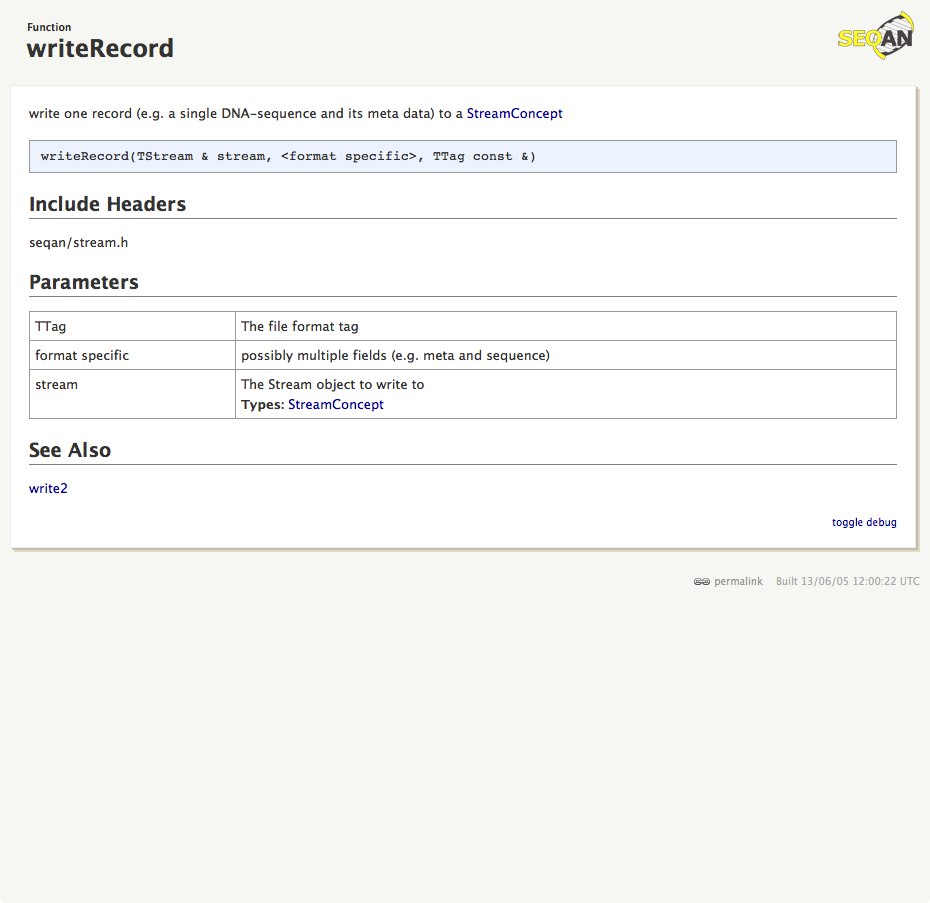 Function
writeRecord
SEQAN
write one record (e.g. a single DNA-sequence and its meta data) to a StreamConcept
writeRecord(TStream & stream, <format specific>, TTag const &)
Include Headers
seqan/stream.h
Parameters
TTag The file format tag
format specific possibly multiple fields (e.g. meta and sequence)
stream The Stream object to write to
Types: StreamConcept
See Also
write2
toggle debug
permalink Built 13/06/05 12:00:22 UTC